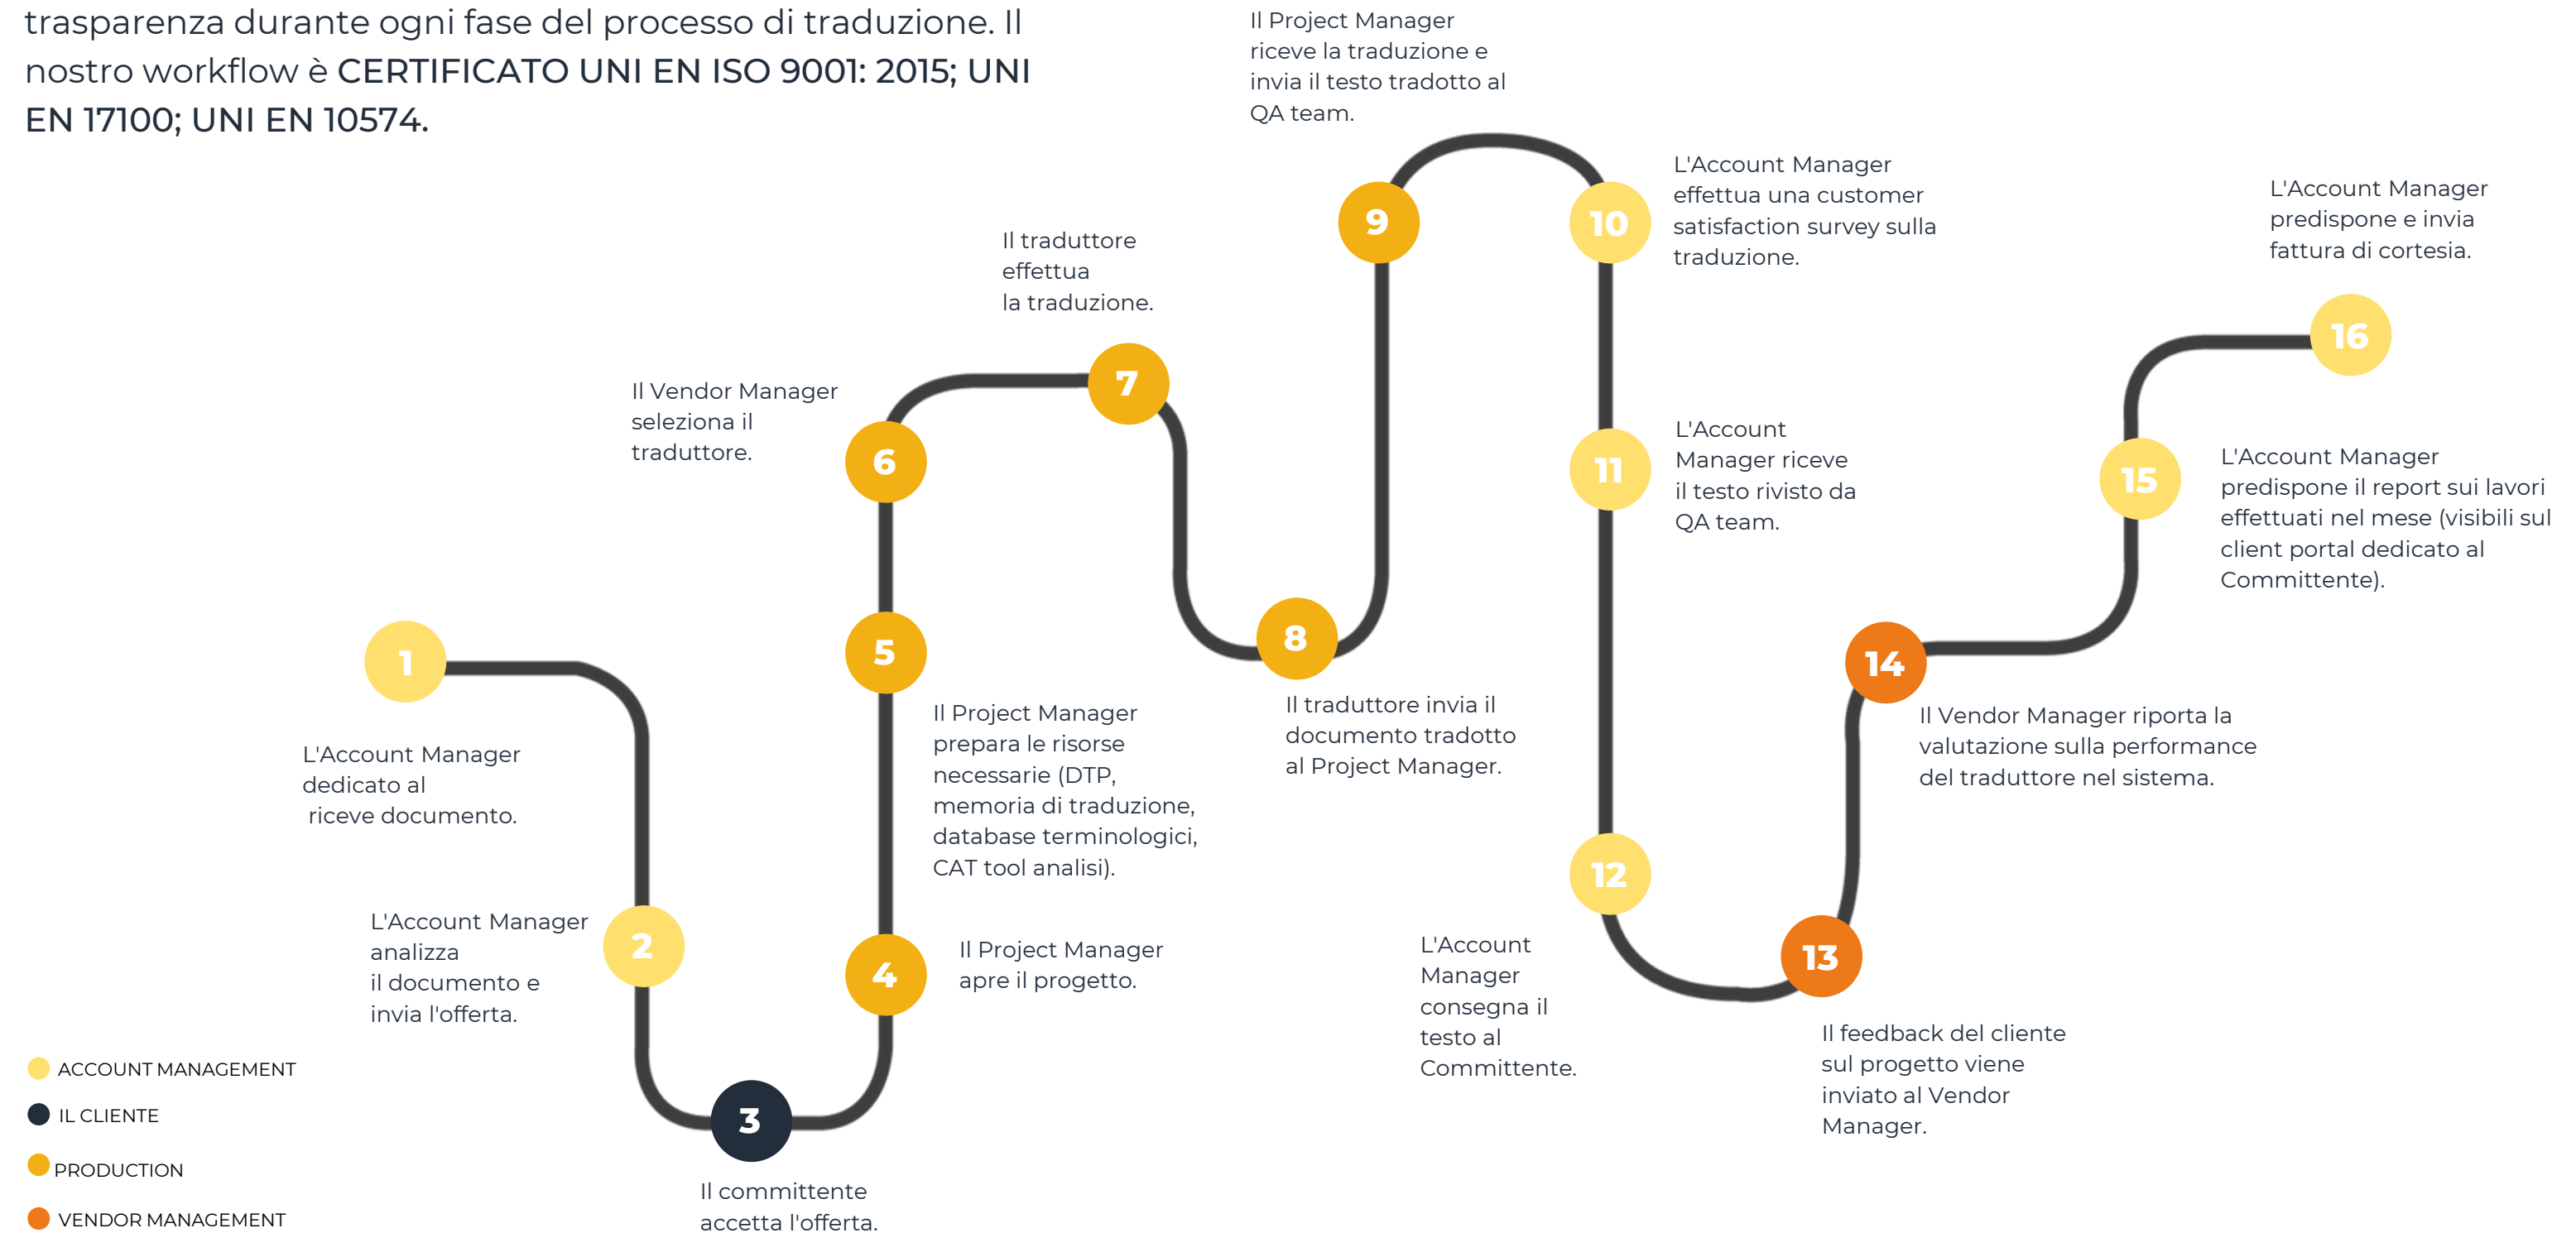 trasparenza durante ogni fase del processo di traduzione. Il
nostro workflow è CERTIFICATO UNI EN ISO 9001: 2015; UNI
EN 17100; UNI EN 10574.
1
L'Account Manager
dedicato al
riceve documento.
2
L'Account Manager
analizza
il documento e
invia l'offerta.
3
Il committente
accetta l'offerta.
4
Il Project Manager
apre il progetto.
5
Il Project Manager
prepara le risorse
necessarie (DTP,
memoria di traduzione,
database terminologici,
CAT tool analisi).
6
Il Vendor Manager
seleziona il
traduttore.
7
Il traduttore
effettua
la traduzione.
8
Il traduttore invia il
documento tradotto
al Project Manager.
9
Il Project Manager
riceve la traduzione e
invia il testo tradotto al
QA team.
10
L'Account Manager
effettua una customer
satisfaction survey sulla
traduzione.
11
L'Account
Manager riceve
il testo rivisto da
QA team.
12
L'Account
Manager
consegna il
testo al
Committente.
13
Il feedback del cliente
sul progetto viene
inviato al Vendor
Manager.
14
Il Vendor Manager riporta la
valutazione sulla performance
del traduttore nel sistema.
15
L'Account Manager
predispone il report sui lavori
effettuati nel mese (visibili sul
client portal dedicato al
Committente).
16
L'Account Manager
predispone e invia
fattura di cortesia.
ACCOUNT MANAGEMENT
IL CLIENTE
PRODUCTION
VENDOR MANAGEMENT